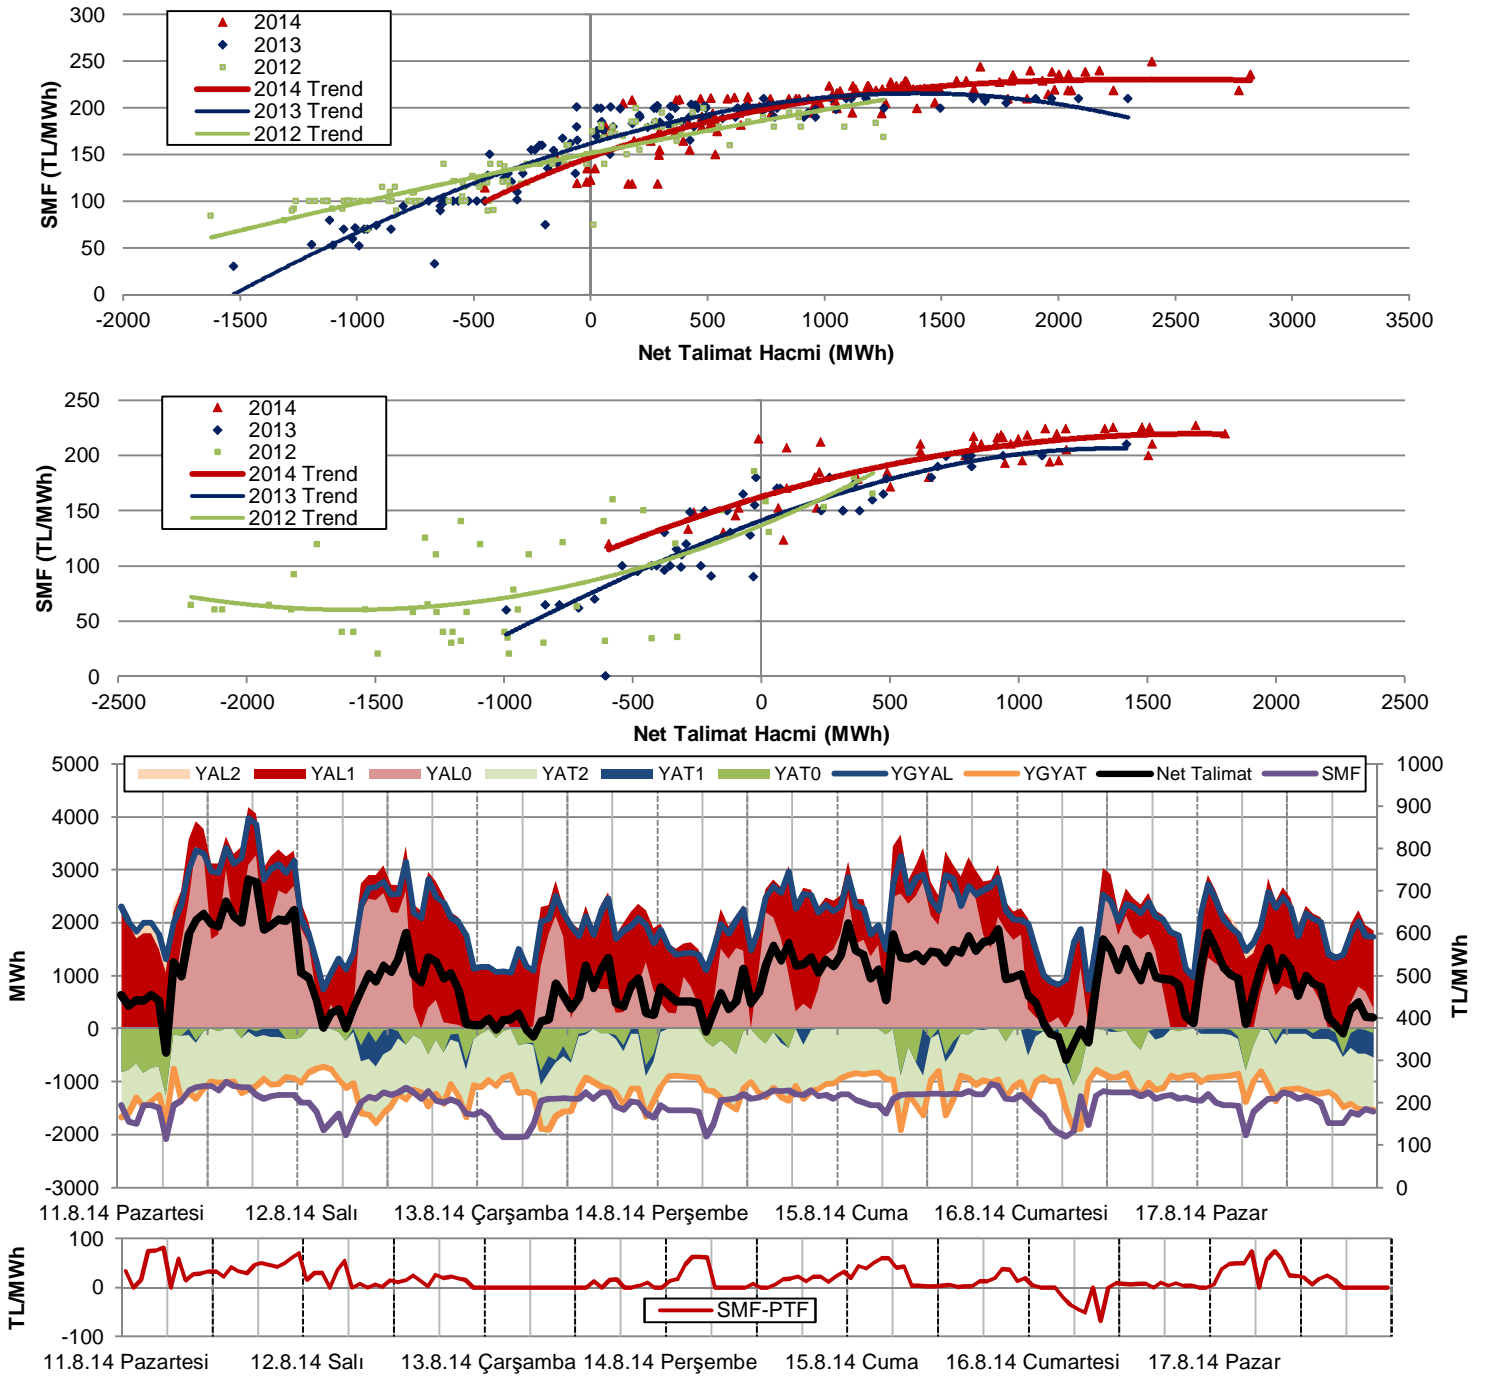 300
250
200
150
100
50
0
SMF (TL/MWh)
2014
2013
2012
2014 Trend
2013 Trend
2012 Trend
-2000 -1500 -1000 -500 0 500 1000 1500 2000 2500 3000 3500
Net Talimat Hacmi (MWh)
250
200
150
100
50
0
SMF (TL/MWh)
2014
2013
2012
2014 Trend
2013 Trend
2012 Trend
-2500 -2000 -1500 -1000 -500 0 500 1000 1500 2000 2500
Net Talimat Hacmi (MWh)
YAL2 YAL1 YAL0 YAT2 YAT1 YAT0 YGYAL YGYAT Net Talimat SMF
5000
4000
3000
2000
1000
0
-1000
-2000
-3000
MWh
1000
900
800
700
600
500
400
300
200
100
0
TL/MWh
11.8.14 Pazartesi 12.8.14 Salı 13.8.14 Çarşamba 14.8.14 Perşembe 15.8.14 Cuma 16.8.14 Cumartesi 17.8.14 Pazar
100
0
-100
TL/MWh
SMF-PTF
11.8.14 Pazartesi 12.8.14 Salı 13.8.14 Çarşamba 14.8.14 Perşembe 15.8.14 Cuma 16.8.14 Cumartesi 17.8.14 Pazar